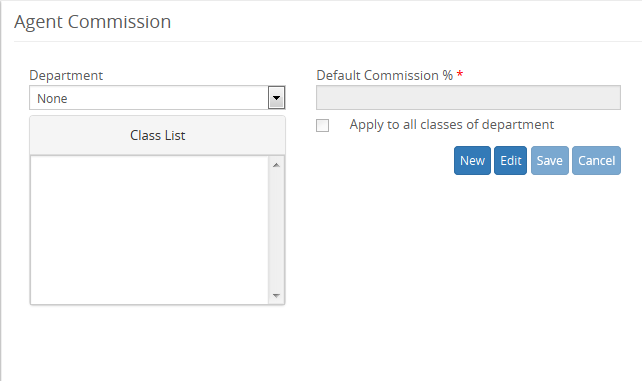 Agent Commission
Department
None
Class List
Default Commission % *
Apply to all classes of department
New Edit Save Cancel